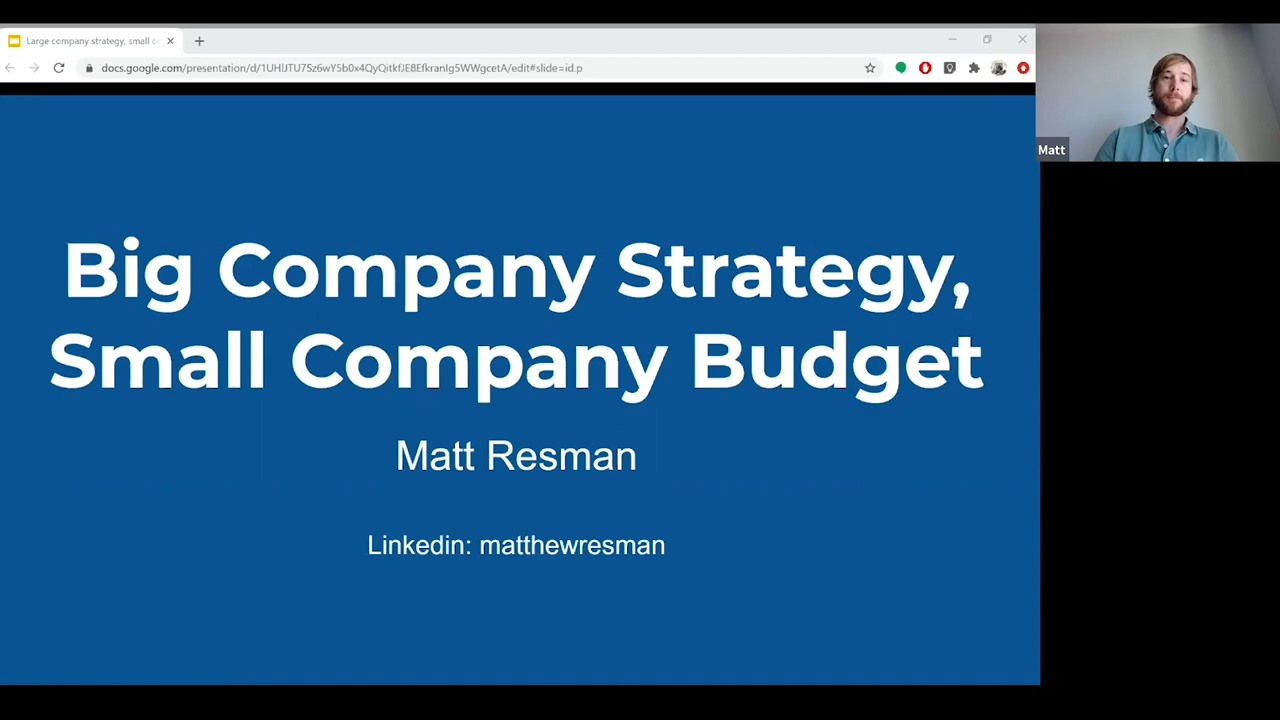 Large company strategy, small c
docs.google.com/presentation/d/1UHlJTU7Sz6wY5b0x4QyQitkfJE8EfkranIg5WWgcetA/edit#slide=id.p
Matt
Big Company Strategy,
Small Company Budget
Matt Resman
Linkedin: matthewresman